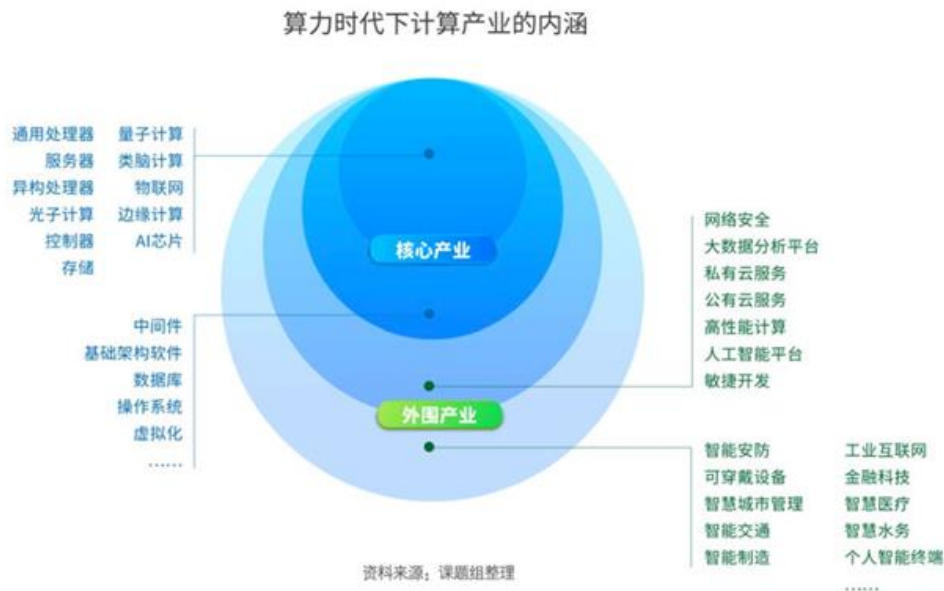 算力时代下计算产业的内涵
通用处理器 量子计算
服务器 类脑计算
异构处理器 物联网
光子计算 边缘计算
控制器 AI芯片
存储
核心产业
中间件
基础架构软件
数据库
操作系统
虚拟化
……
网络安全
大数据分析平台
私有云服务
公有云服务
高性能计算
人工智能平台
敏捷开发
外围产业
智能安防 工业互联网
可穿戴设备 金融科技
智慧城市管理 智慧医疗
智能交通 智慧水务
智能制造 个人智能终端
……
资料来源：课题组整理